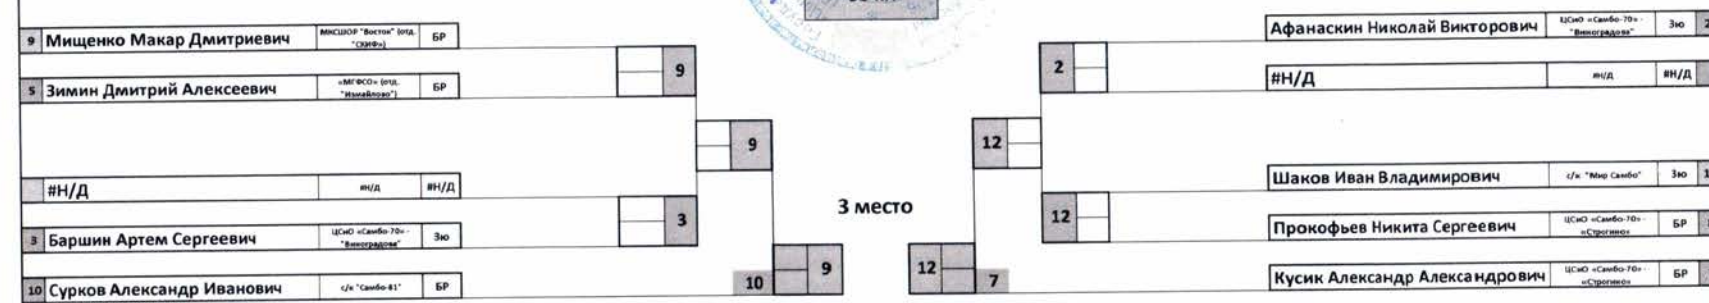 9 Мищенко Макар Дмитриевич МКСШОР "Восток" (отд. "СКИФ») БР
5 Зимин Дмитрий Алексеевич «МГФСО» (отд. "Измайлово") БР
9
9
#Н/Д #Н/Д #Н/Д
3
3 Баршин Артем Сергеевич ЦСиО «Самбо-70» - "Виноградова" 3ю
10 Сурков Александр Иванович с/к "Самбо-81" БР
10 9
3 место
Афанаскин Николай Викторович ЦСиО «Самбо-70» - "Виноградова" 3ю
2
#Н/Д #Н/Д #Н/Д
12
Шаков Иван Владимирович с/к "Мир Самбо" 3ю
12
Прокофьев Никита Сергеевич ЦСиО «Самбо-70» - «Строгино» БР
12 7
Кусик Александр Александрович ЦСиО «Самбо-70» - «Строгино» БР